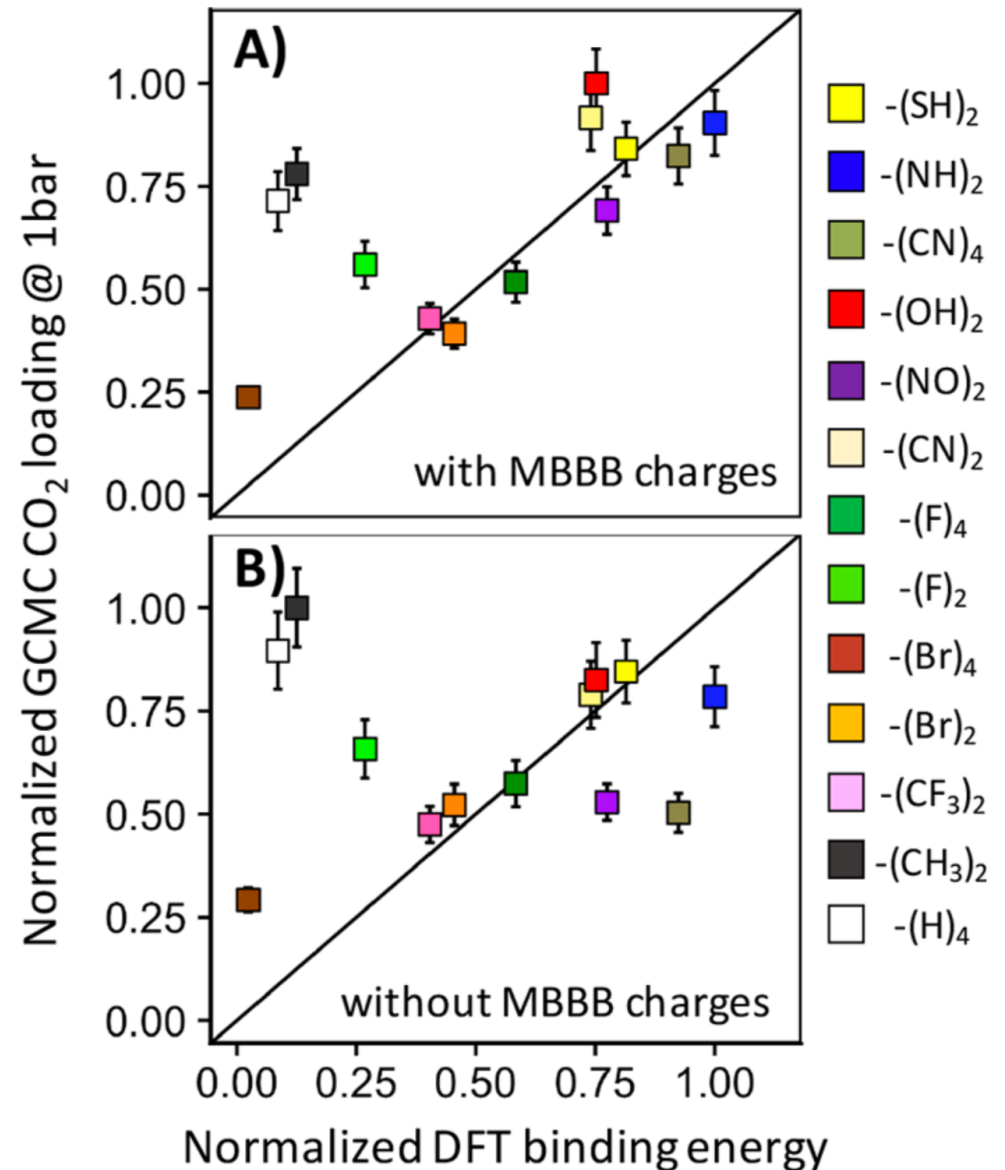 Normalized GCMC CO₂ loading @ 1bar
A)
1.00
0.75
0.50
0.25
0.00
with MBBB charges
B)
1.00
0.75
0.50
0.25
0.00
without MBBB charges
0.00 0.25 0.50 0.75 1.00
Normalized DFT binding energy
-(SH)₂
-(NH)₂
-(CN)₄
-(OH)₂
-(NO)₂
-(CN)₂
-(F)₄
-(F)₂
-(Br)₄
-(Br)₂
-(CF₃)₂
-(CH₃)₂
-(H)₄